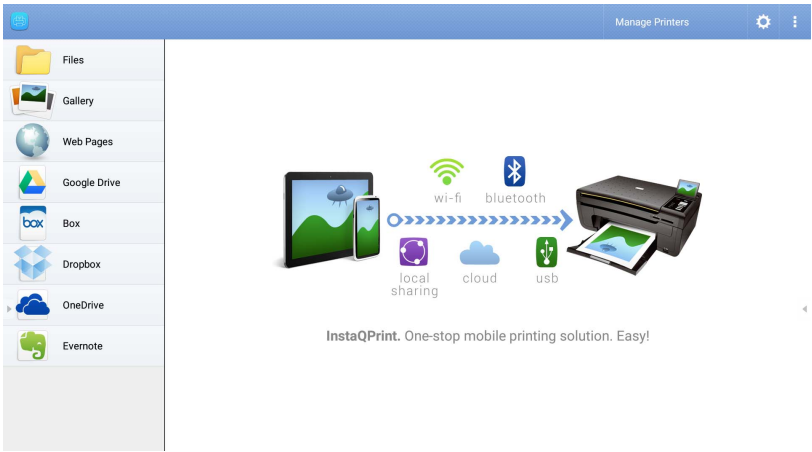 Manage Printers
Files
Gallery
Web Pages
Google Drive
box
Box
Dropbox
OneDrive
Evernote
wi-fi
bluetooth
local
sharing
cloud
usb
InstaQPrint. One-stop mobile printing solution. Easy!